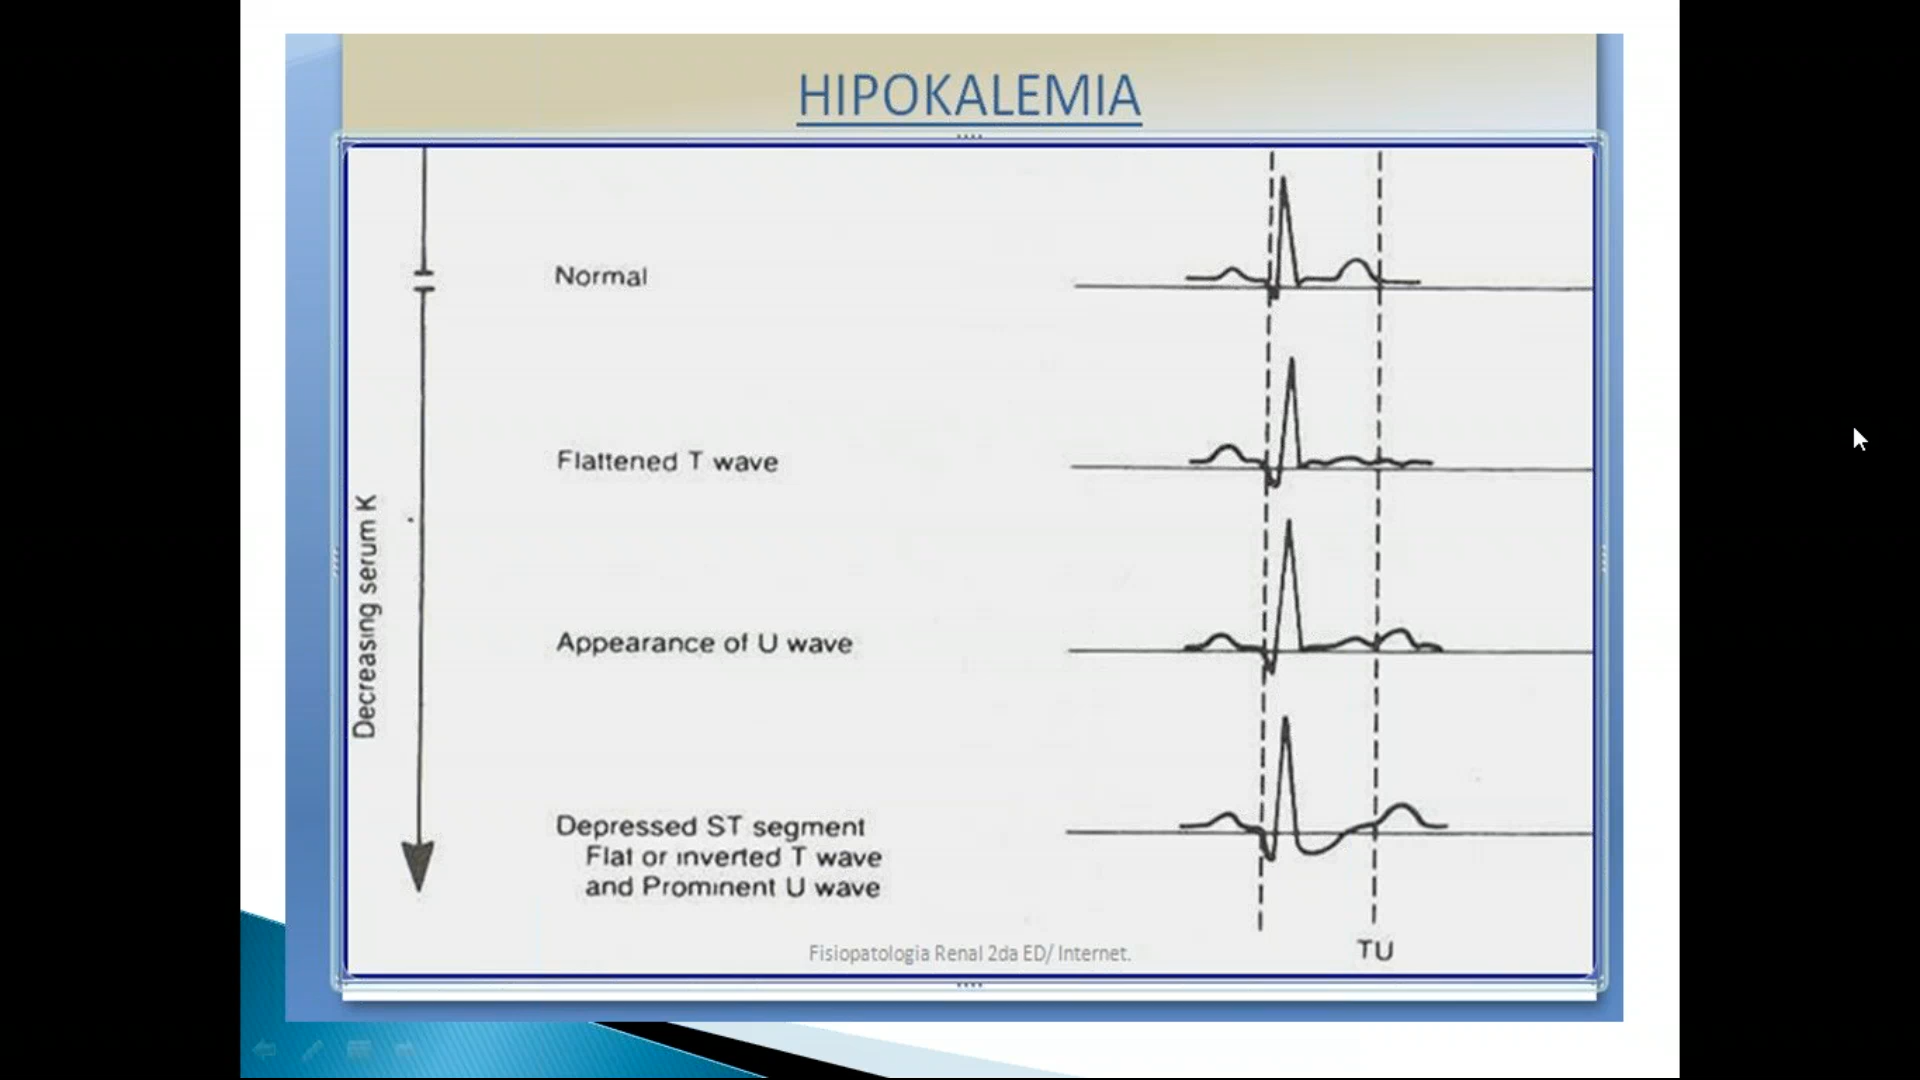 HIPOKALEMIA
Normal
Flattened T wave
Decreasing serum K
Appearance of U wave
Depressed ST segment
Flat or inverted T wave
and Prominent U wave
TU
Fisiopatologia Renal 2da ED/ Internet.